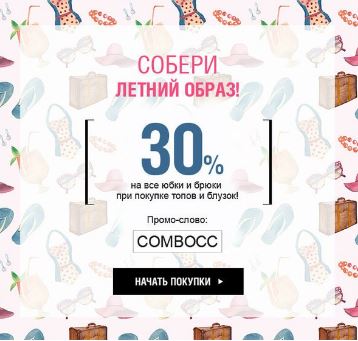 СОБЕРИ
ЛЕТНИЙ ОБРАЗ!
30%
на все юбки и брюки
при покупке топов и блузок!
Промо-слово:
COMBOCC
НАЧАТЬ ПОКУПКИ